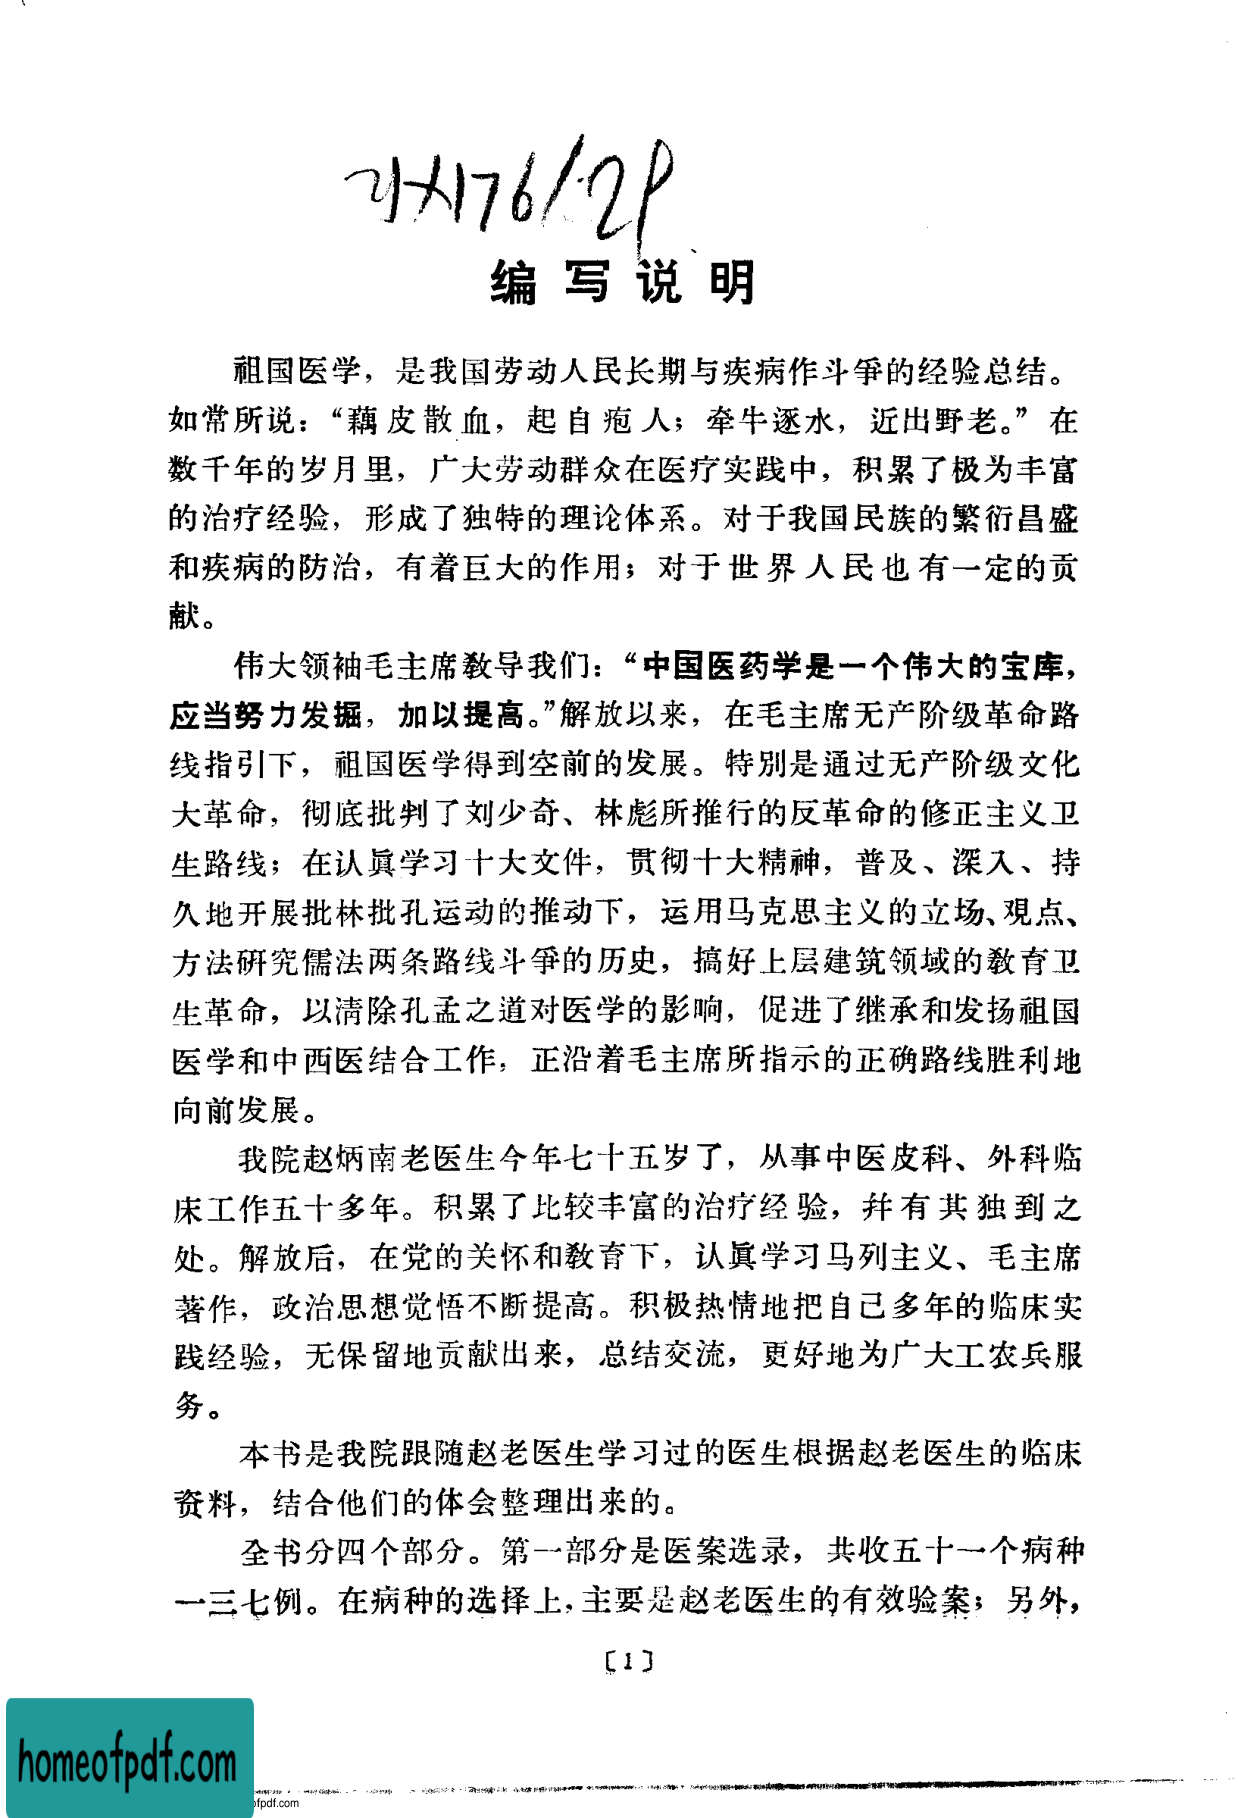 编写说明
祖国医学，是我国劳动人民长期与疾病作斗争的经验总结。
如常所说：“藕皮散血，起自疱人；牵牛逐水，近出野老。”在
数千年的岁月里，广大劳动群众在医疗实践中，积累了极为丰富
的治疗经验，形成了独特的理论体系。对于我国民族的繁衍昌盛
和疾病的防治，有着巨大的作用；对于世界人民也有一定的贡
献。
伟大领袖毛主席教导我们：“中国医药学是一个伟大的宝库，
应当努力发掘，加以提高。”解放以来，在毛主席无产阶级革命路
线指引下，祖国医学得到空前的发展。特别是通过无产阶级文化
大革命，彻底批判了刘少奇、林彪所推行的反革命的修正主义卫
生路线；在认眞学习十大文件，贯彻十大精神，普及、深入、持
久地开展批林批孔运动的推动下，运用马克思主义的立场、观点、
方法研究儒法两条路线斗争的历史，搞好上层建筑领域的教育卫
生革命，以清除孔孟之道对医学的影响，促进了继承和发扬祖国
医学和中西医结合工作，正沿着毛主席所指示的正确路线胜利地
向前发展。
我院赵炳南老医生今年七十五岁了，从事中医皮科、外科临
床工作五十多年。积累了比较丰富的治疗经验，幷有其独到之
处。解放后，在党的关怀和教育下，认眞学习马列主义、毛主席
著作，政治思想觉悟不断提高。积极热情地把自己多年的临床实
践经验，无保留地贡献出来，总结交流，更好地为广大工农兵服
务。
本书是我院跟随赵老医生学习过的医生根据赵老医生的临床
资料，结合他们的体会整理出来的。
全书分四个部分。第一部分是医案选录，共收五十一个病种
一三七例。在病种的选择上，主要是赵老医生的有效验案；另外，
〔1〕
homeofpdf.com
ofpdf.com